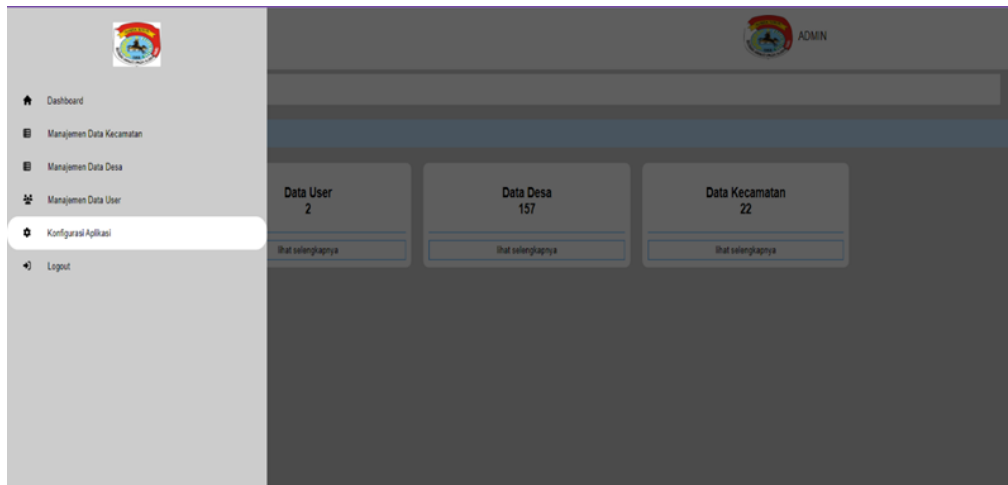 ADMIN
Dashboard
Manajemen Data Kecamatan
Manajemen Data Desa
Manajemen Data User
Konfigurasi Aplikasi
Logout
Data User
2
lihat selengkapnya
Data Desa
157
lihat selengkapnya
Data Kecamatan
22
lihat selengkapnya